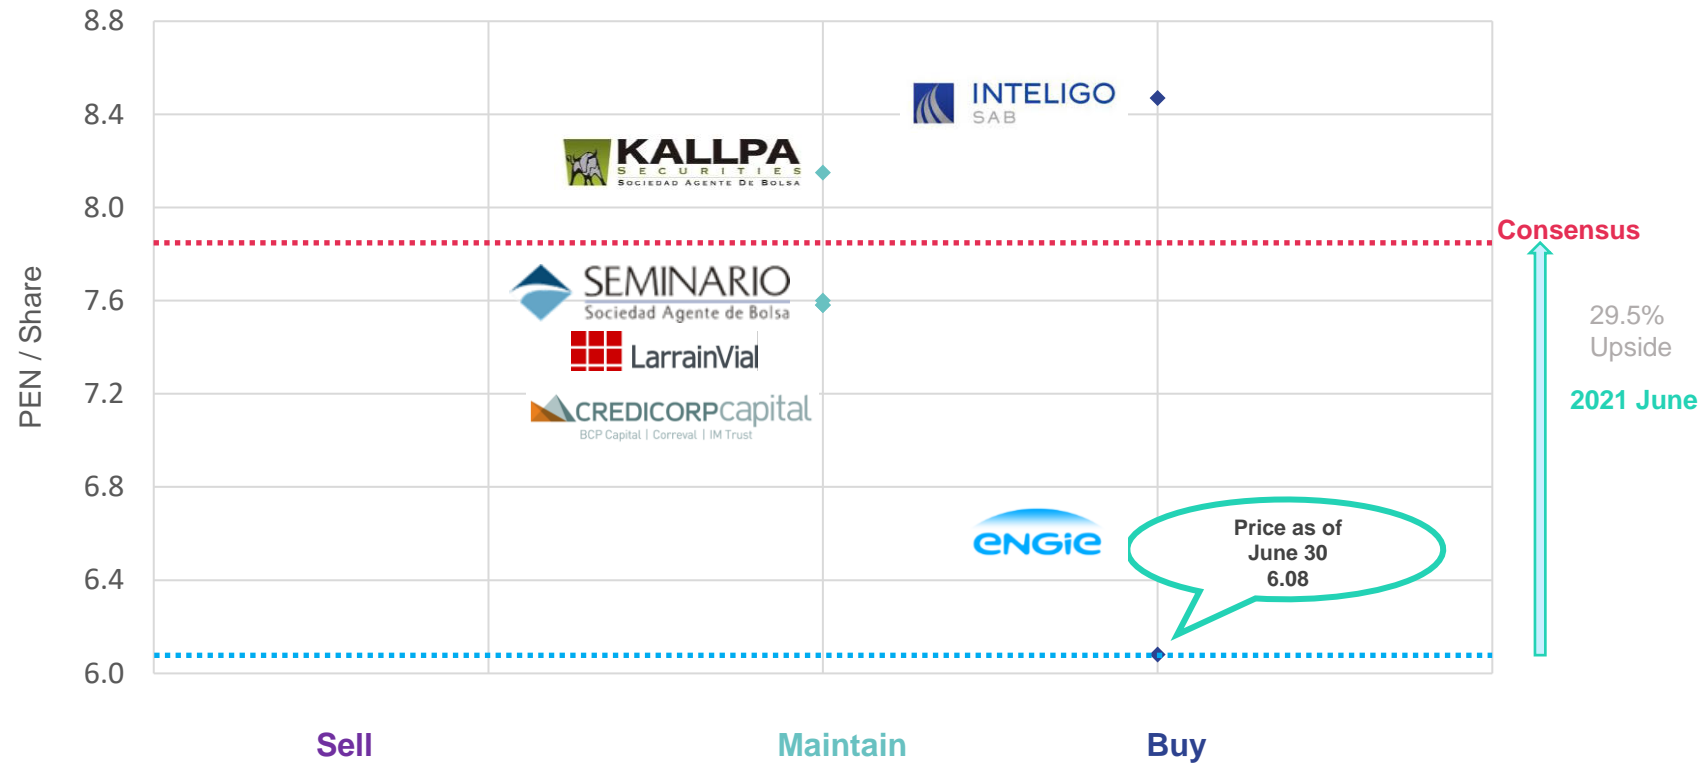 8.8
8.4
8.0
7.6
7.2
6.8
6.4
6.0
PEN / Share
INTELIGO
SAB
KALLPA
SECURITIES
SOCIEDAD AGENTE DE BOLSA
Consensus
SEMINARIO
Sociedad Agente de Bolsa
LarrainVial
CREDICORPCapital
BCP Capital | Correval | IM Trust
29.5%
Upside
2021 June
ENGIE
Price as of
June 30
6.08
Sell
Maintain
Buy